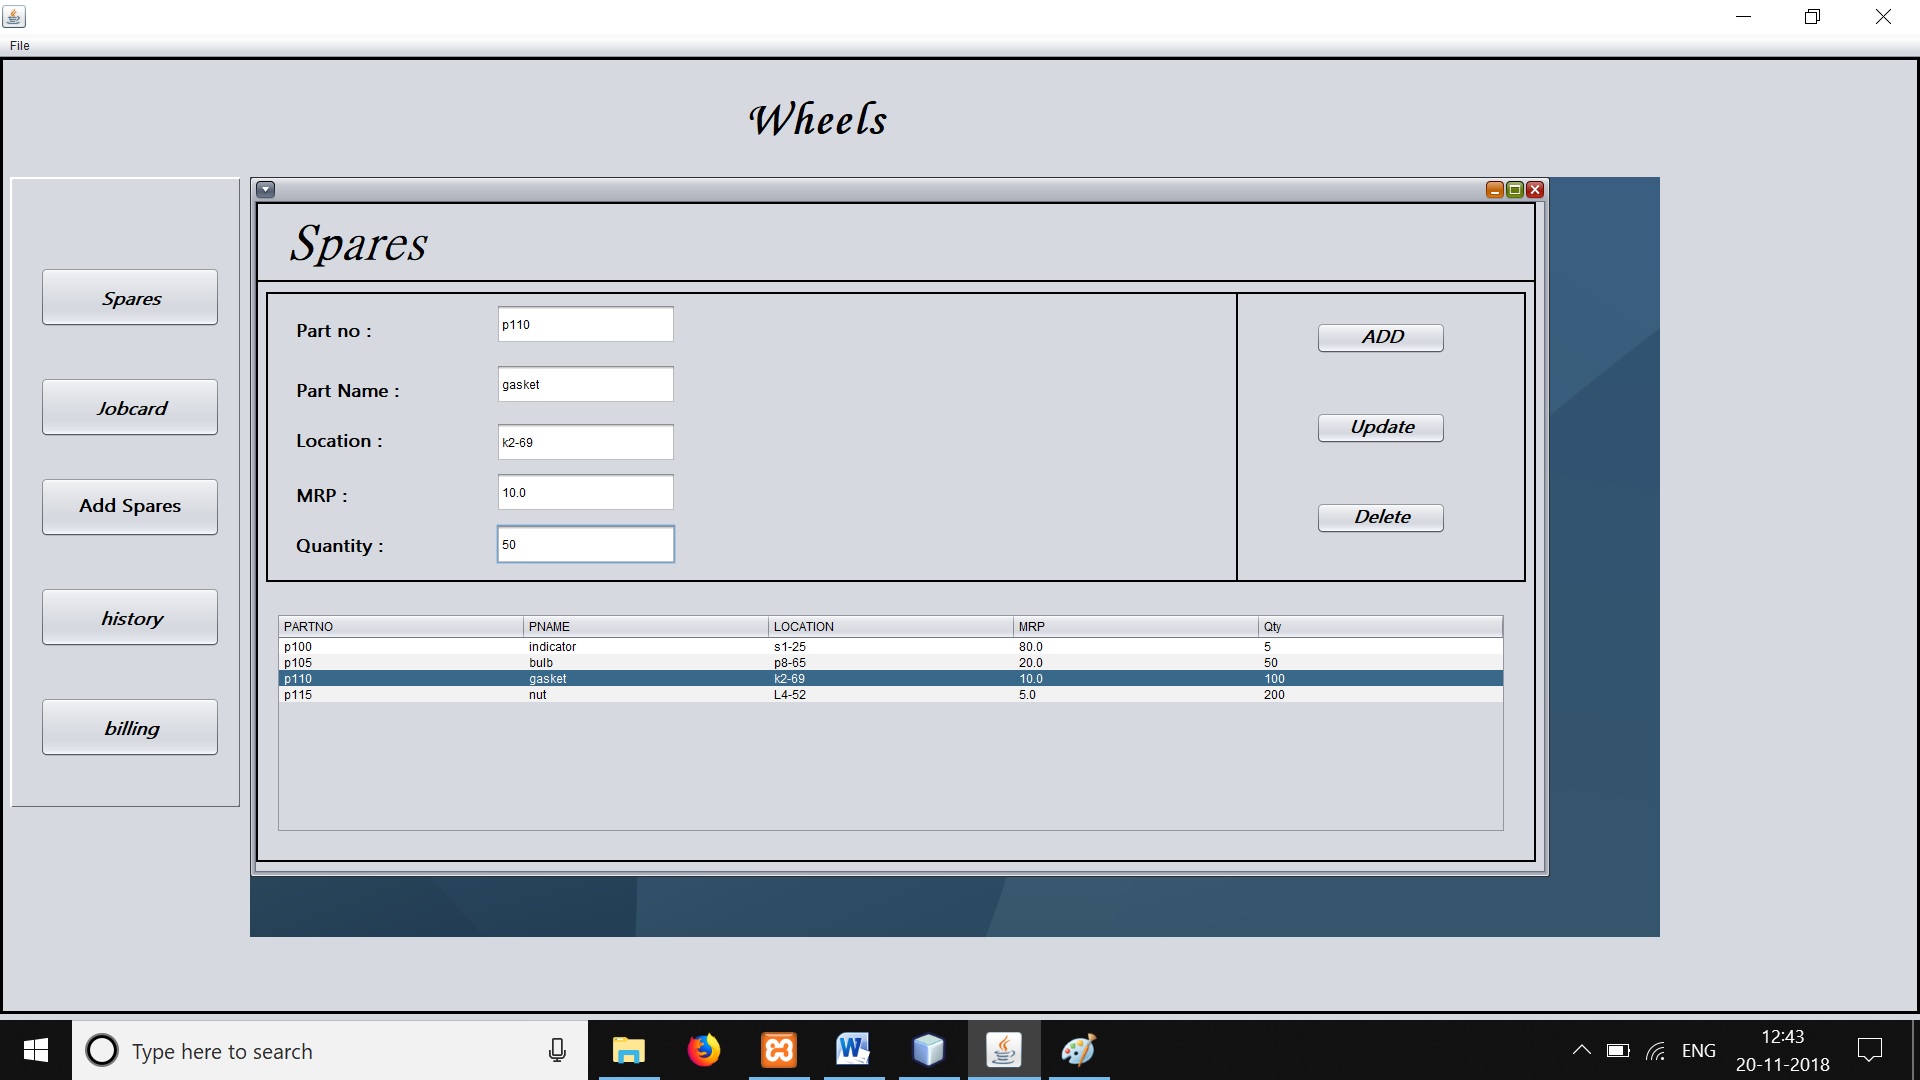 File
Wheels
Spares
Jobcard
Add Spares
history
billing
Spares
Part no : p110
Part Name : gasket
Location : k2-69
MRP : 10.0
Quantity : 50
ADD
Update
Delete
PARTNO PNAME LOCATION MRP Qty
p100 indicator s1-25 80.0 5
p105 bulb p8-65 20.0 50
p110 gasket k2-69 10.0 100
p115 nut L4-52 5.0 200
Type here to search
ENG
12:43
20-11-2018